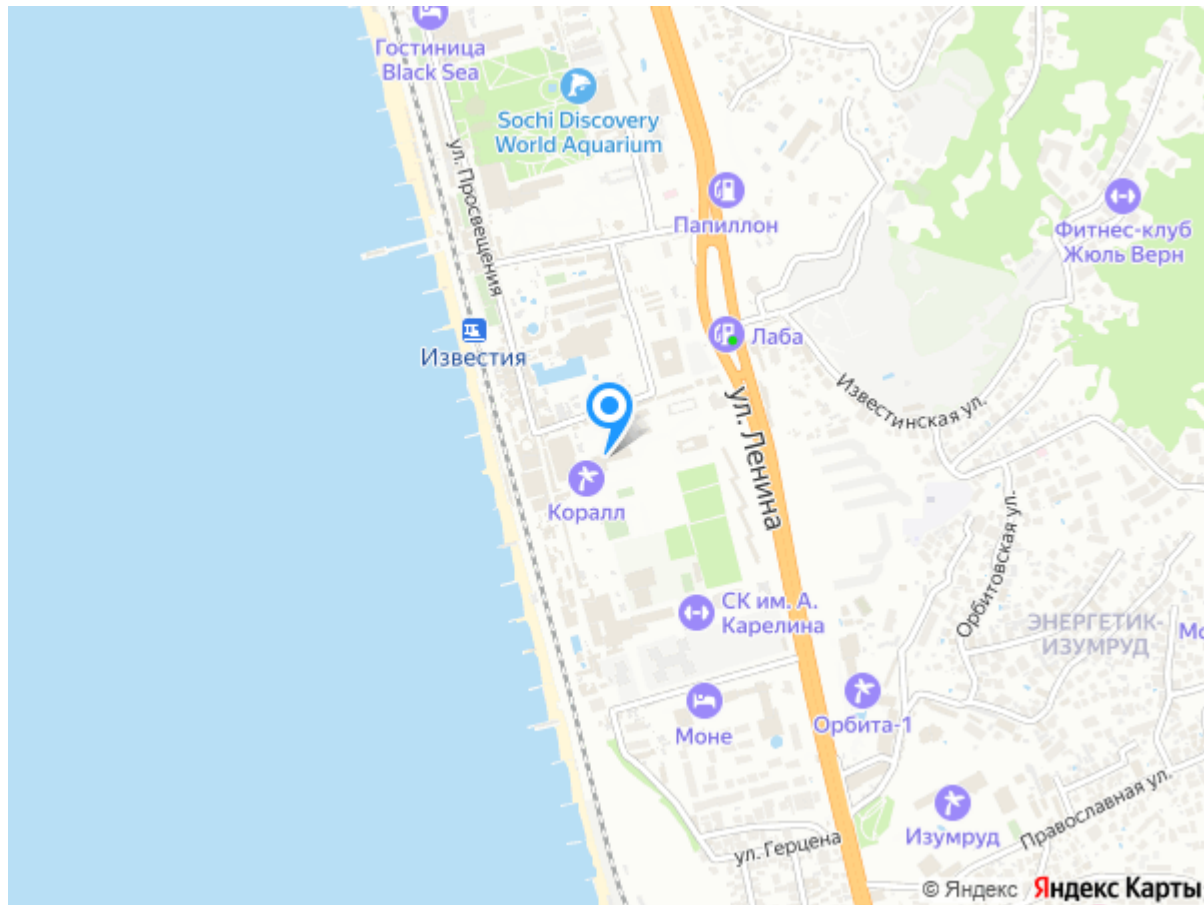 Гостиница
Black Sea
Sochi Discovery
World Aquarium
ул. Просвещения
Папиллон
Фитнес-клуб
Жюль Верн
Известия
Лаба
Известинская ул.
ул. Ленина
Коралл
Орбитовская ул.
СК им. А.
Карелина
ЭНЕРГЕТИК-
ИЗУМРУД
Мо
Моне
Орбита-1
Изумруд
Православная ул.
ул. Герцена
© Яндекс Яндекс Карты